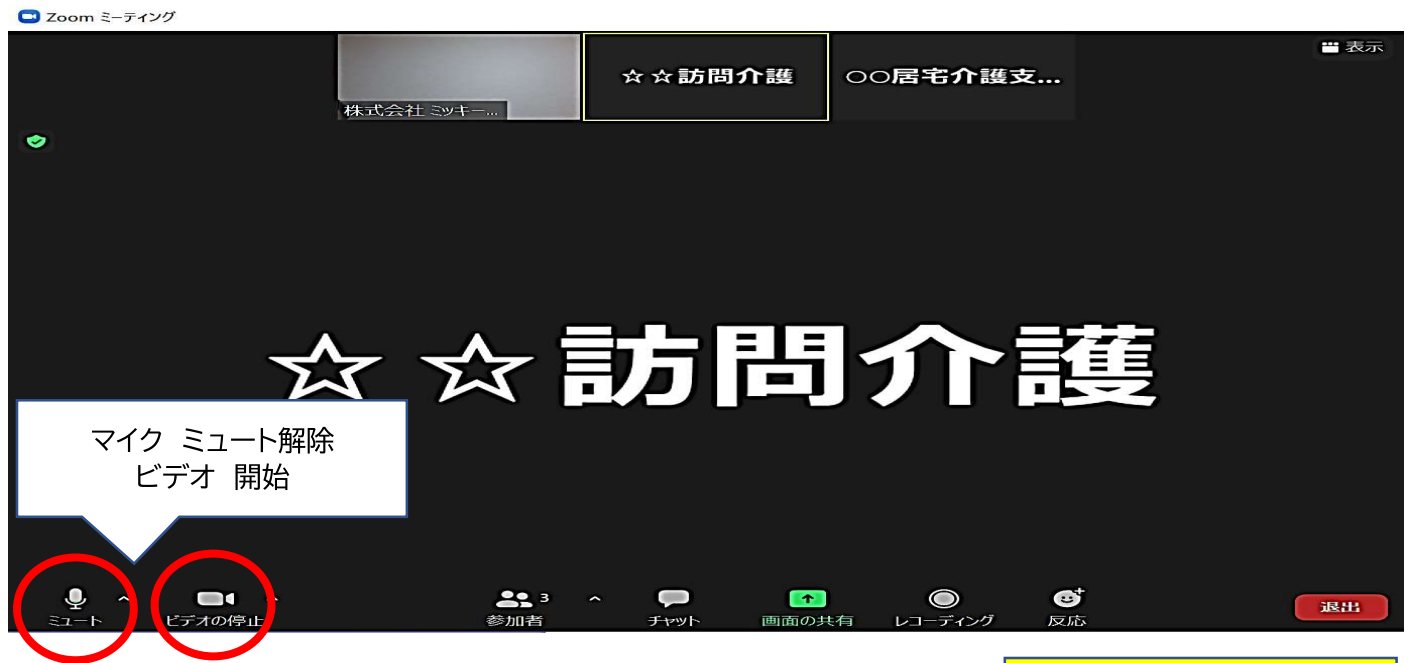 Zoom ミーティング
表示
☆☆訪問介護
○○居宅介護支...
株式会社 ミッキー...
☆☆訪問介護
マイク ミュート解除
ビデオ 開始
3
ミュート
ビデオの停止
参加者
チャット
画面の共有
レコーディング
反応
退出